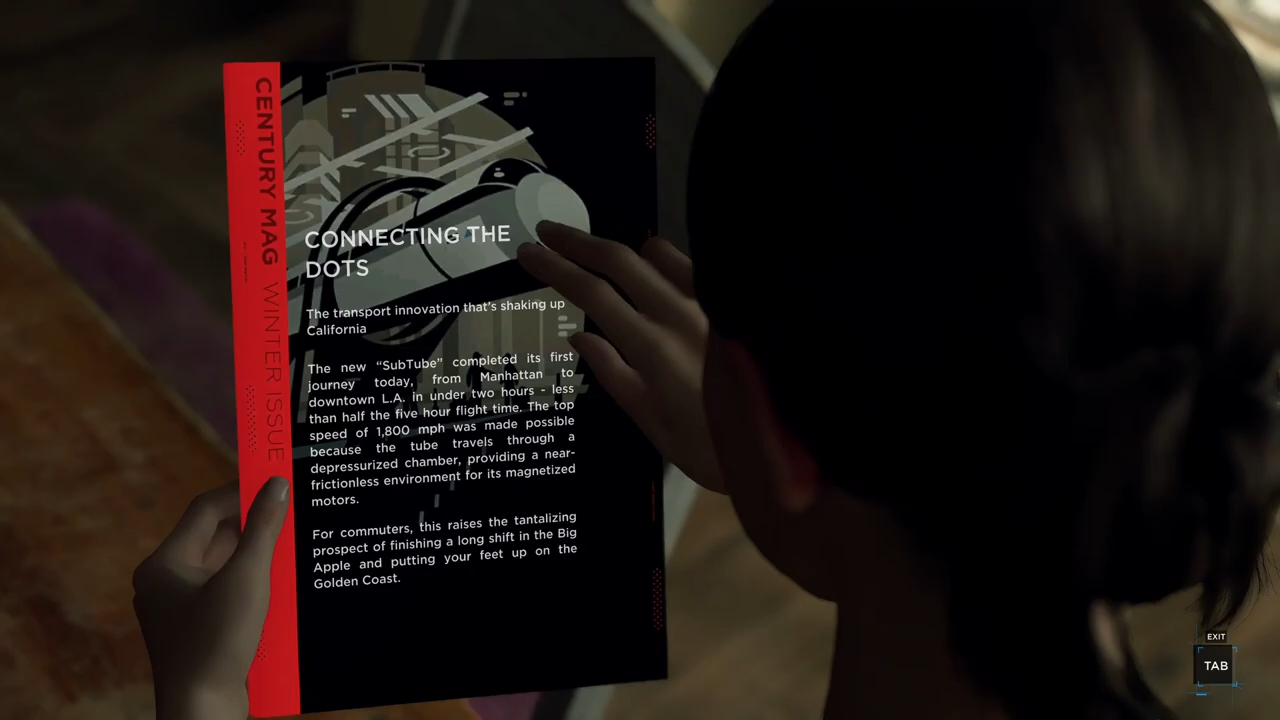 CENTURY MAG WINTER ISSUE
CONNECTING THE
DOTS
The transport innovation that's shaking up
California
The new “SubTube” completed its first
journey today, from Manhattan to
downtown L.A. in under two hours - less
than half the five hour flight time. The top
speed of 1,800 mph was made possible
because the tube travels through a
depressurized chamber, providing a near-
frictionless environment for its magnetized
motors.
For commuters, this raises the tantalizing
prospect of finishing a long shift in the Big
Apple and putting your feet up on the
Golden Coast.
EXIT
TAB